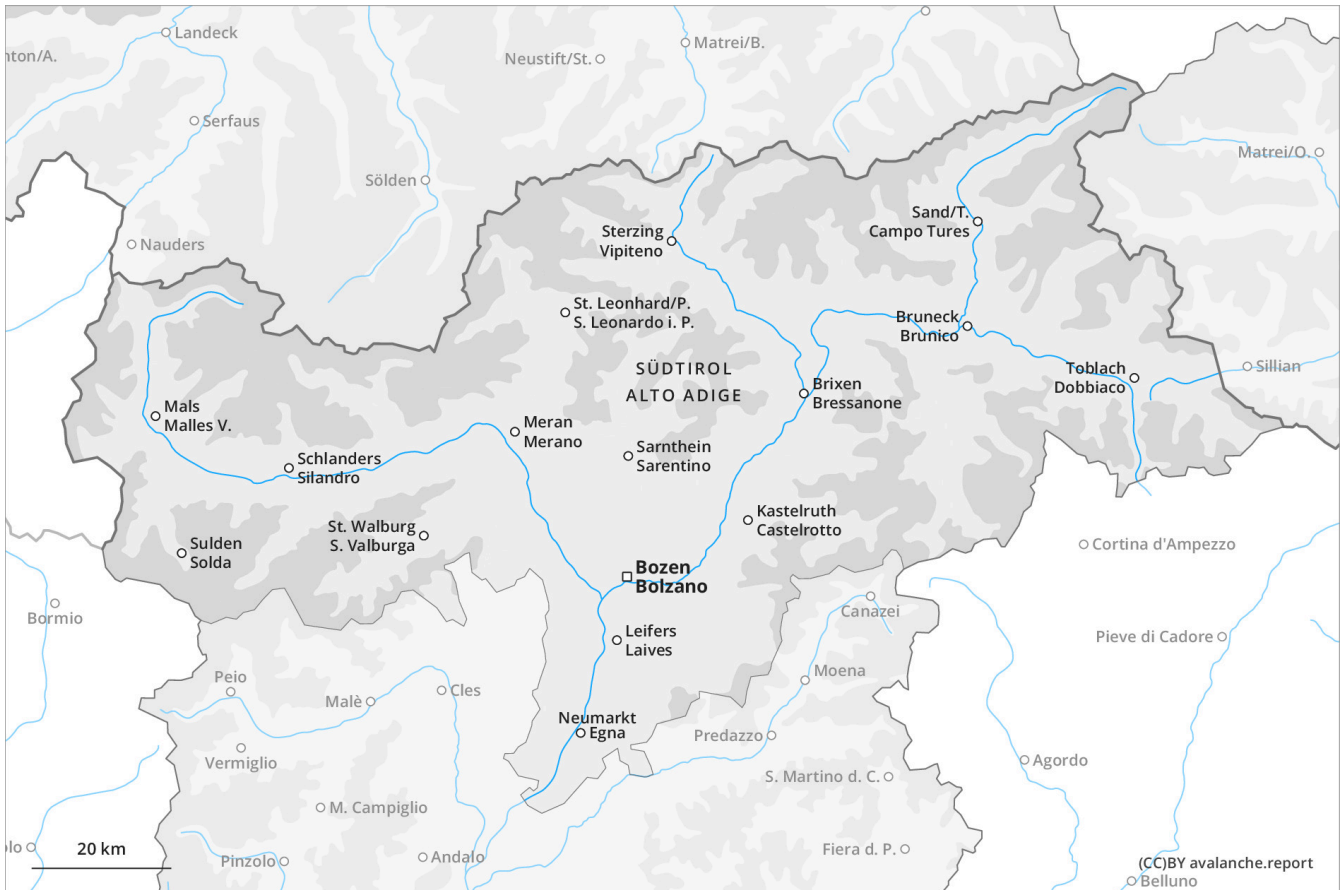 Landeck
nton/A.
Neustift/St.
Matrei/B.
Serfaus
Sölden
Matrei/O.
Nauders
Sand/T.
Campo Tures
Sterzing
Vipiteno
St. Leonhard/P.
S. Leonardo i. P.
Bruneck
Brunico
SÜDTIROL
ALTO ADIGE
Toblach
Dobbiaco
Sillian
Brixen
Bressanone
Mals
Malles V.
Meran
Merano
Schlanders
Silandro
Sarnthein
Sarentino
Kastelruth
Castelrotto
St. Walburg
S. Valburga
Sulden
Solda
Cortina d'Ampezzo
Bozen
Bolzano
Bormio
Canazei
Leifers
Laives
Pieve di Cadore
Peio
Malè
Cles
Moena
Neumarkt
Egna
Predazzo
Vermiglio
Agordo
S. Martino d. C.
M. Campiglio
20 km
Pinzolo
Andalo
Fiera d. P.
(CC)BY avalanche.report
Belluno